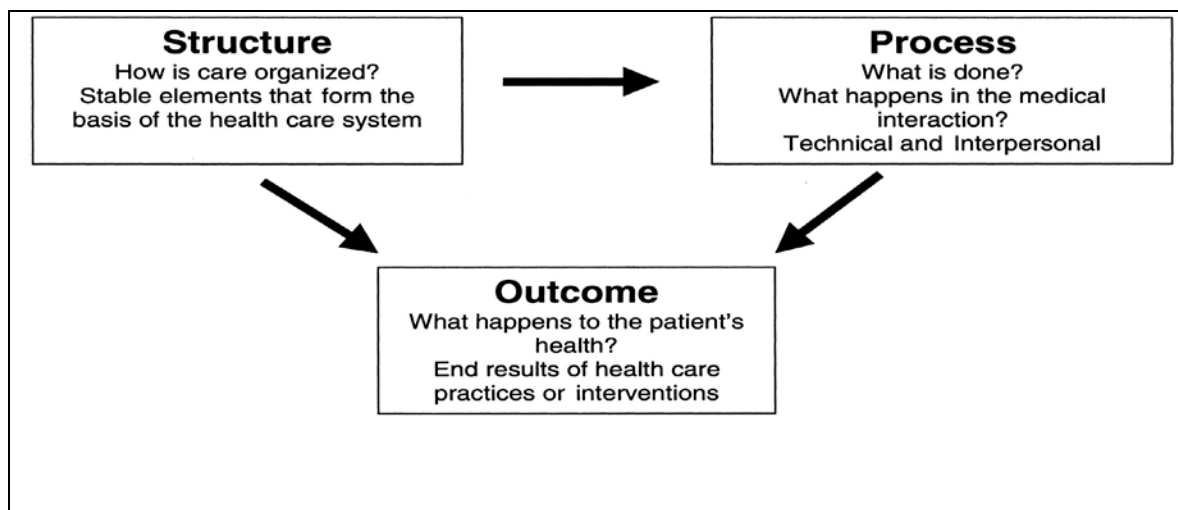 Structure
How is care organized?
Stable elements that form the
basis of the health care system
Process
What is done?
What happens in the medical
interaction?
Technical and Interpersonal
Outcome
What happens to the patient's
health?
End results of health care
practices or interventions